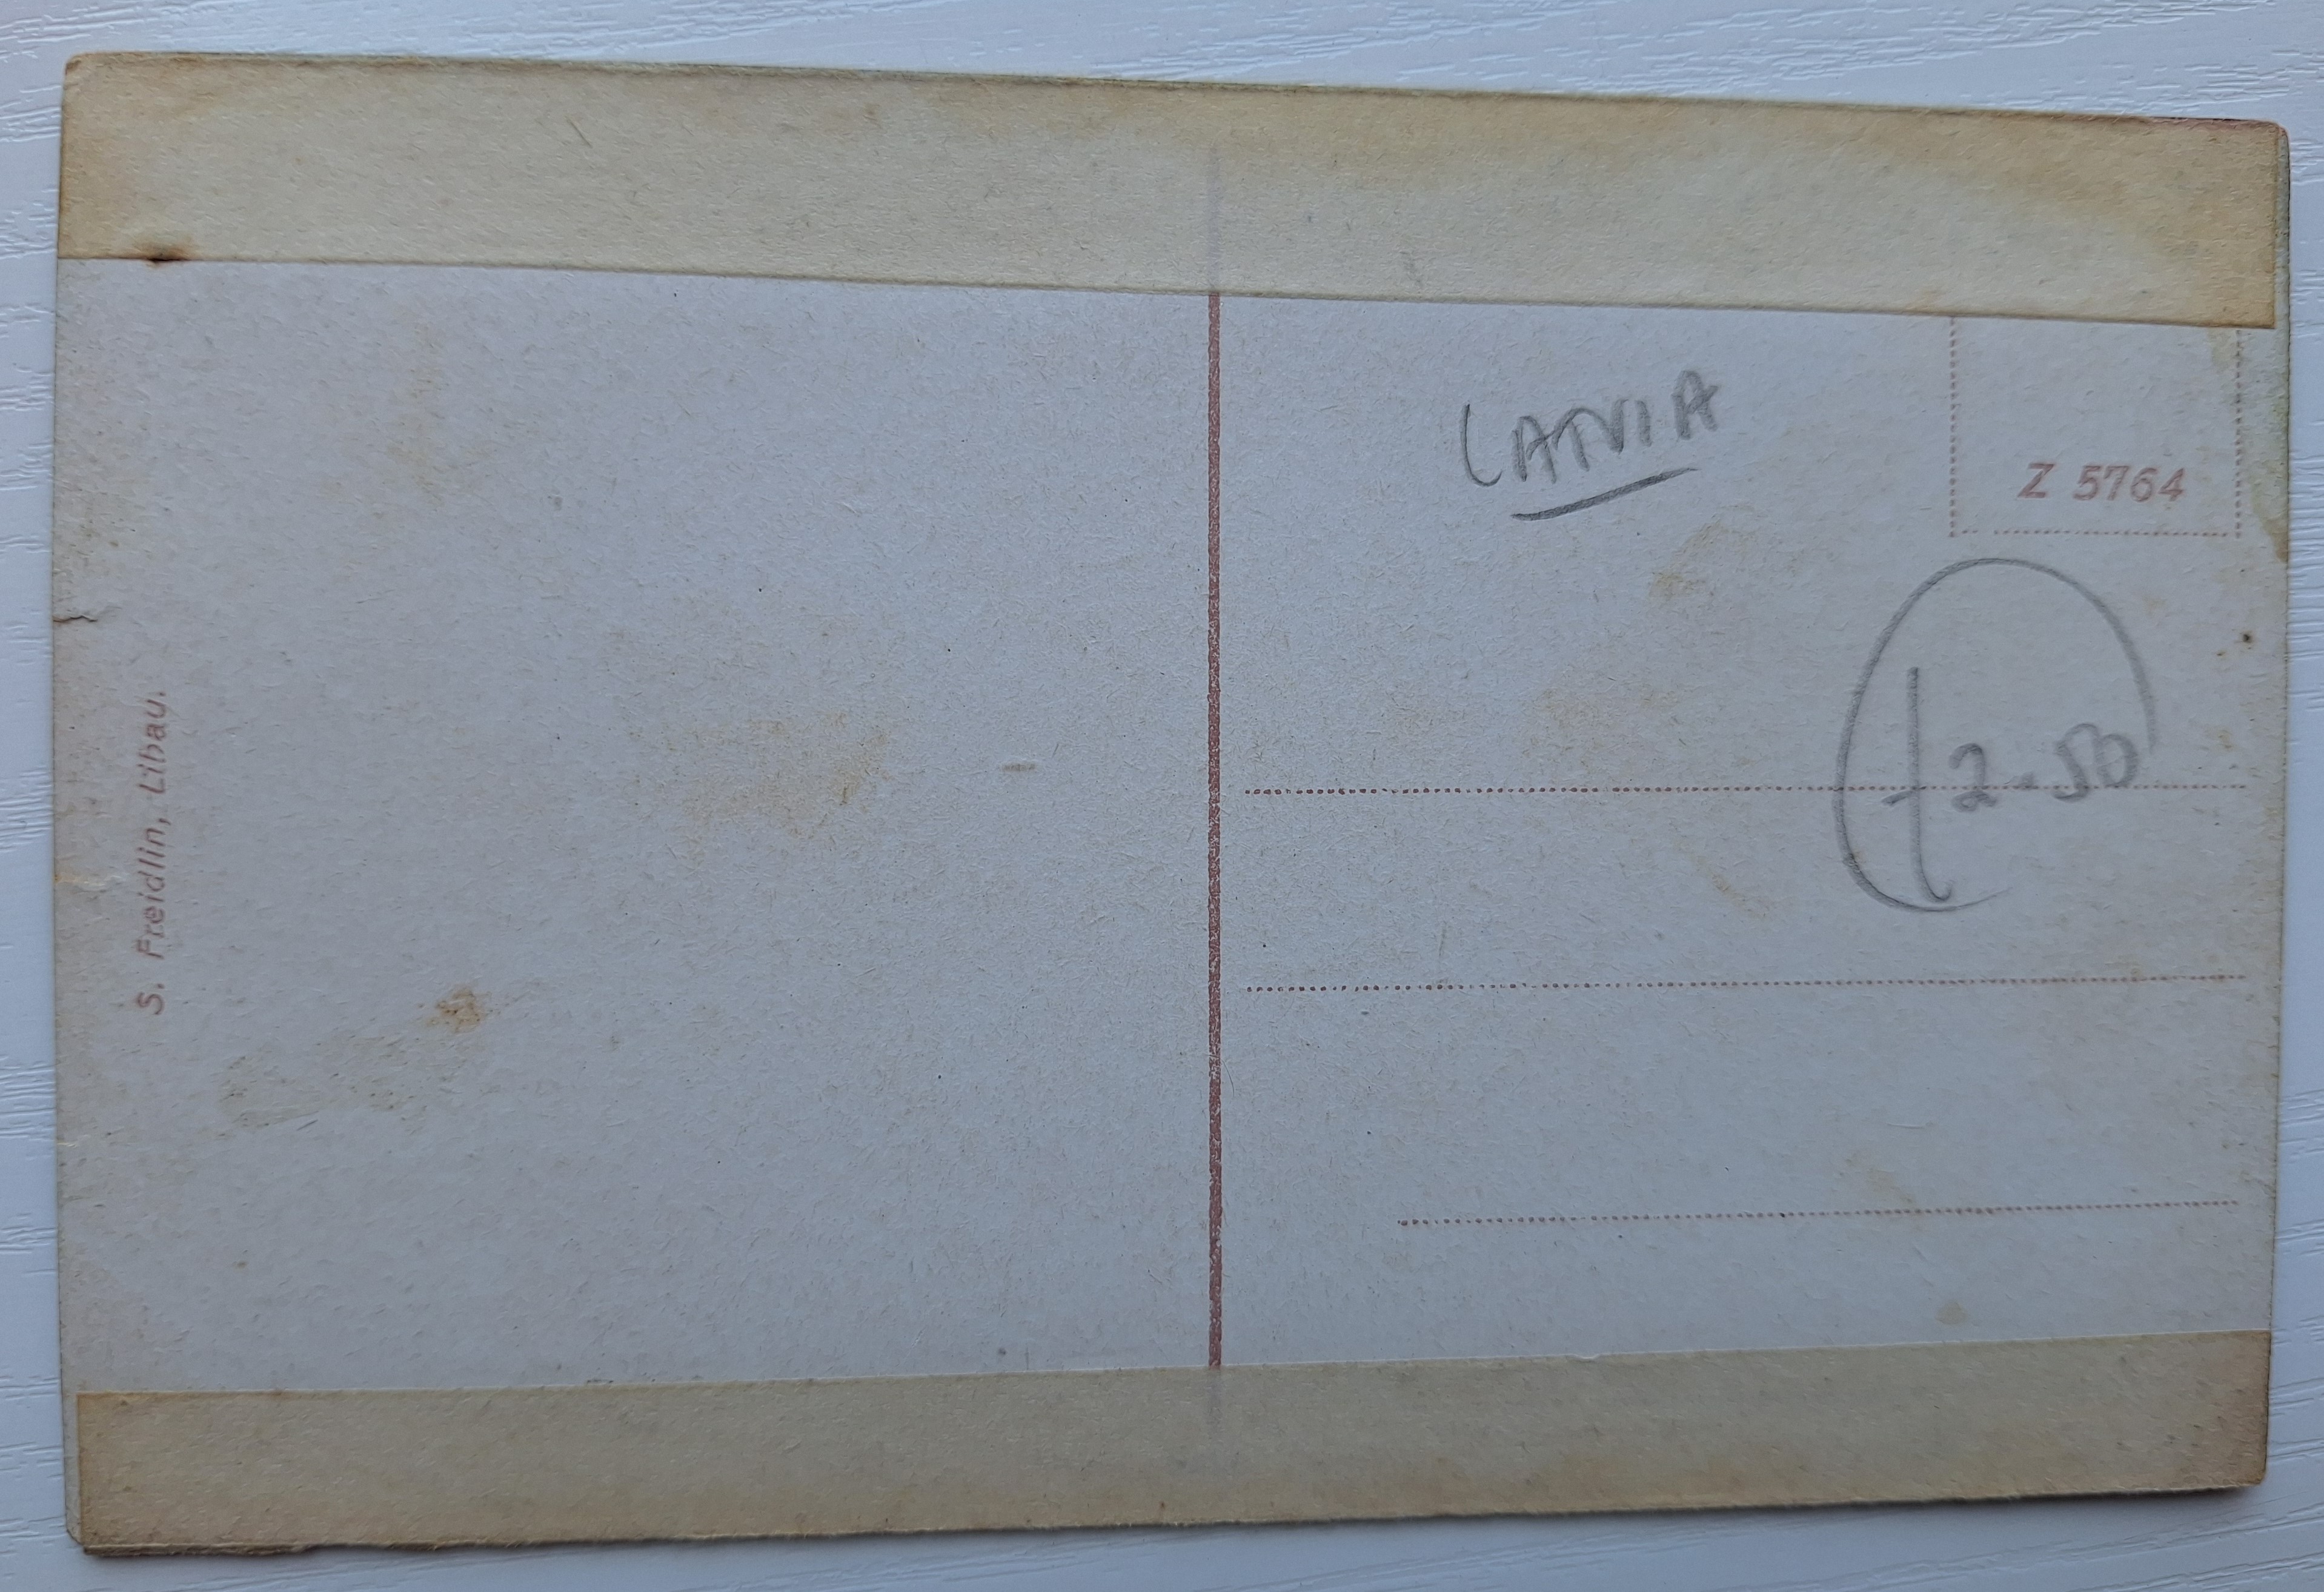 S. Freidlin, Libau.
LATVIA
Z 5764
£2-50